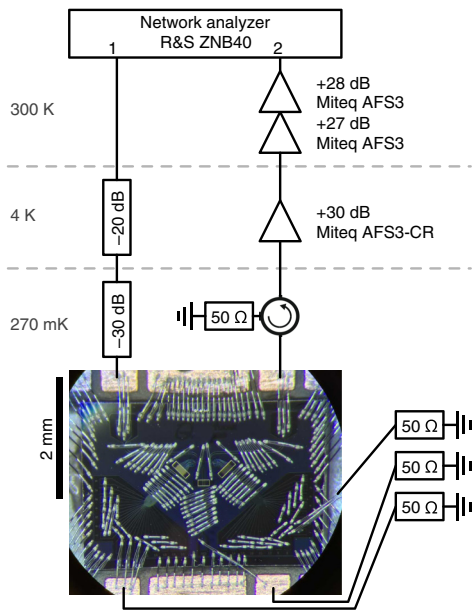 Network analyzer
R&S ZNB40
1
2
+28 dB
Miteq AFS3
+27 dB
Miteq AFS3
300 K
4 K
−20 dB
+30 dB
Miteq AFS3-CR
270 mK
−30 dB
50 Ω
2 mm
50 Ω
50 Ω
50 Ω